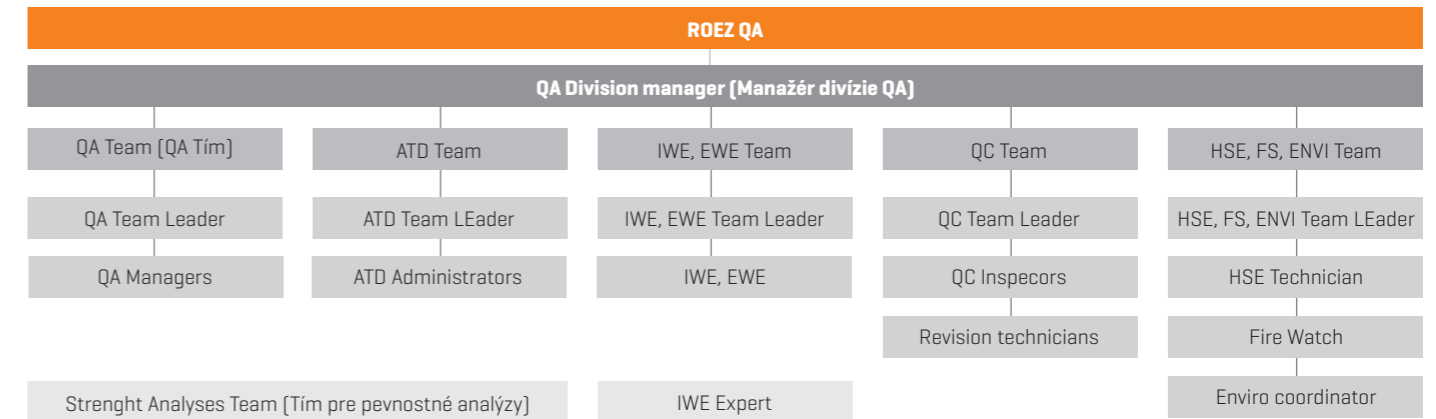 ROEZ QA
QA Division manager (Manažér divízie QA)
QA Team (QA Tím)
ATD Team
IWE, EWE Team
QC Team
HSE, FS, ENVI Team
QA Team Leader
ATD Team LEader
IWE, EWE Team Leader
QC Team Leader
HSE, FS, ENVI Team LEader
QA Managers
ATD Administrators
IWE, EWE
QC Inspecors
HSE Technician
Revision technicians
Fire Watch
Strenght Analyses Team (Tím pre pevnostné analýzy)
IWE Expert
Enviro coordinator